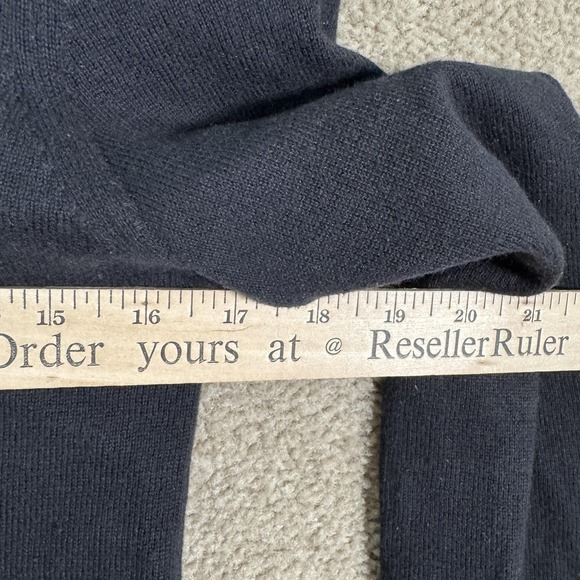 15 16 17 18 19 20 21
Order yours at @ ResellerRuler